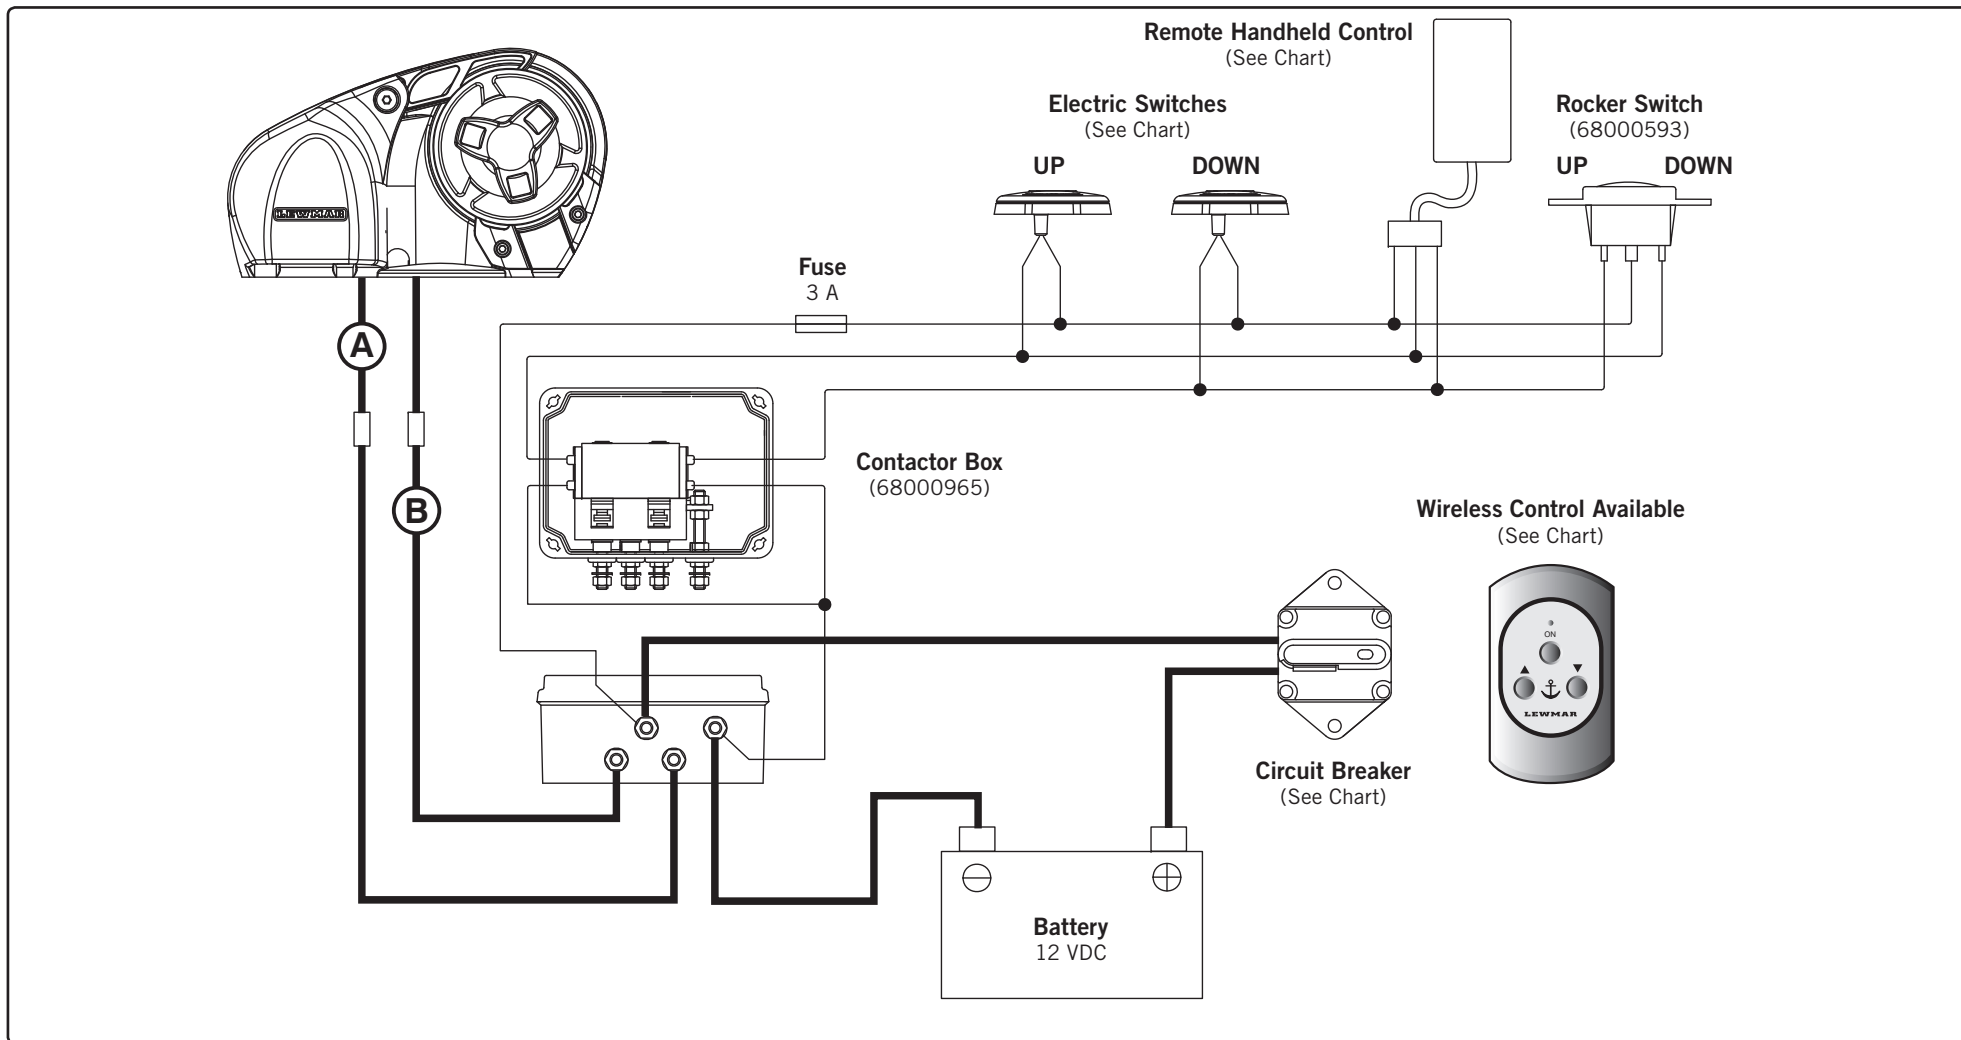 Remote Handheld Control
(See Chart)
Electric Switches
(See Chart)
UP
DOWN
Rocker Switch
(68000593)
UP
DOWN
LEWMAR
Fuse
3 A
A
B
Contactor Box
(68000965)
Wireless Control Available
(See Chart)
ON
LEWMAR
Circuit Breaker
(See Chart)
Battery
12 VDC